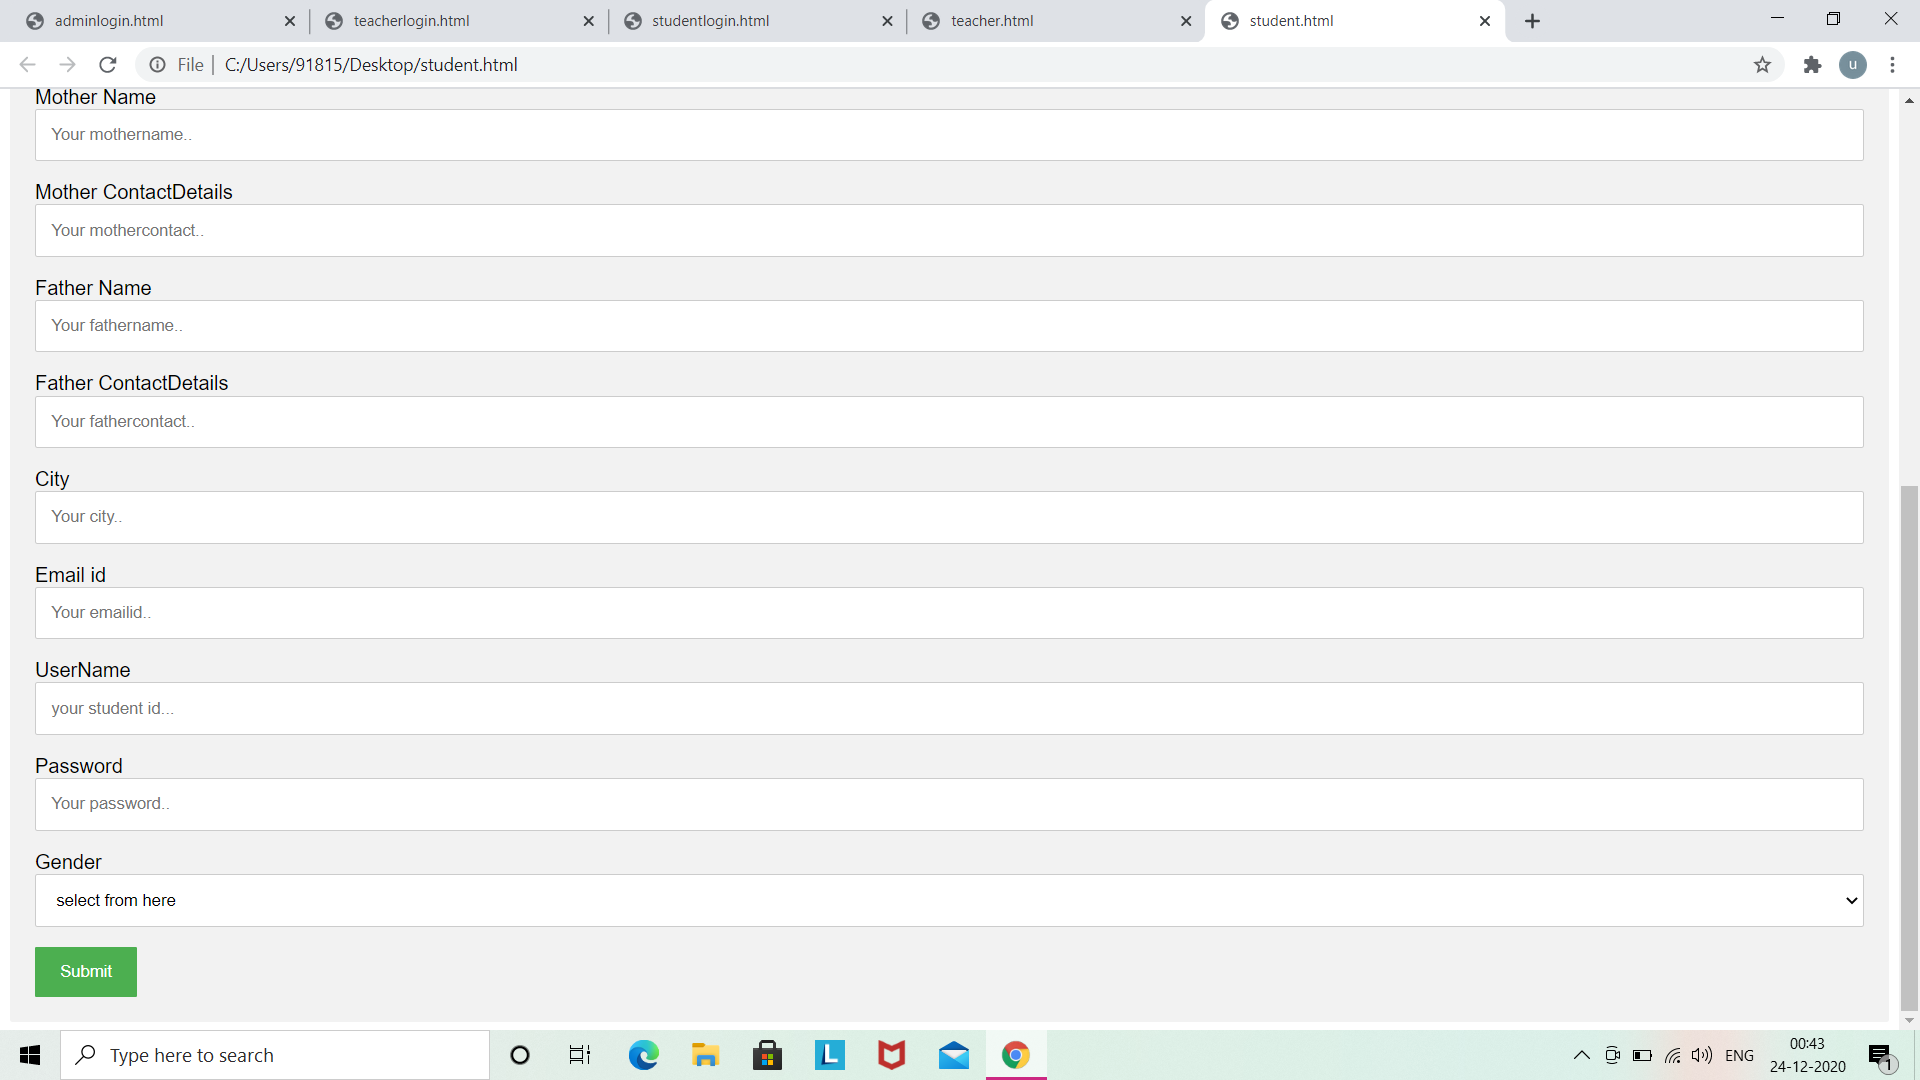 adminlogin.html
teacherlogin.html
studentlogin.html
teacher.html
student.html
File
C:/Users/91815/Desktop/student.html
u
Mother Name
Your mothername..
Mother ContactDetails
Your mothercontact..
Father Name
Your fathername..
Father ContactDetails
Your fathercontact..
City
Your city..
Email id
Your emailid..
UserName
your student id...
Password
Your password..
Gender
select from here
Submit
Type here to search
L
ENG
00:43
24-12-2020
1